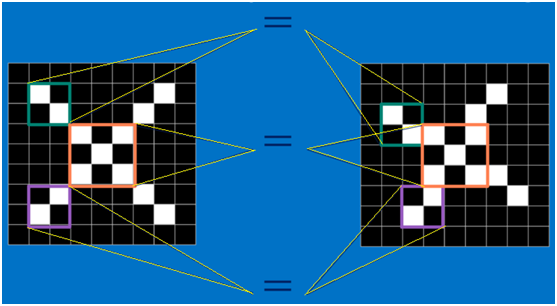 =
=
=